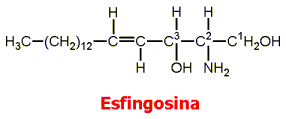 H H H
H₃C—(CH₂)₁₂—C=C—C³—C²—C¹H₂OH
H OH NH₂
Esfingosina